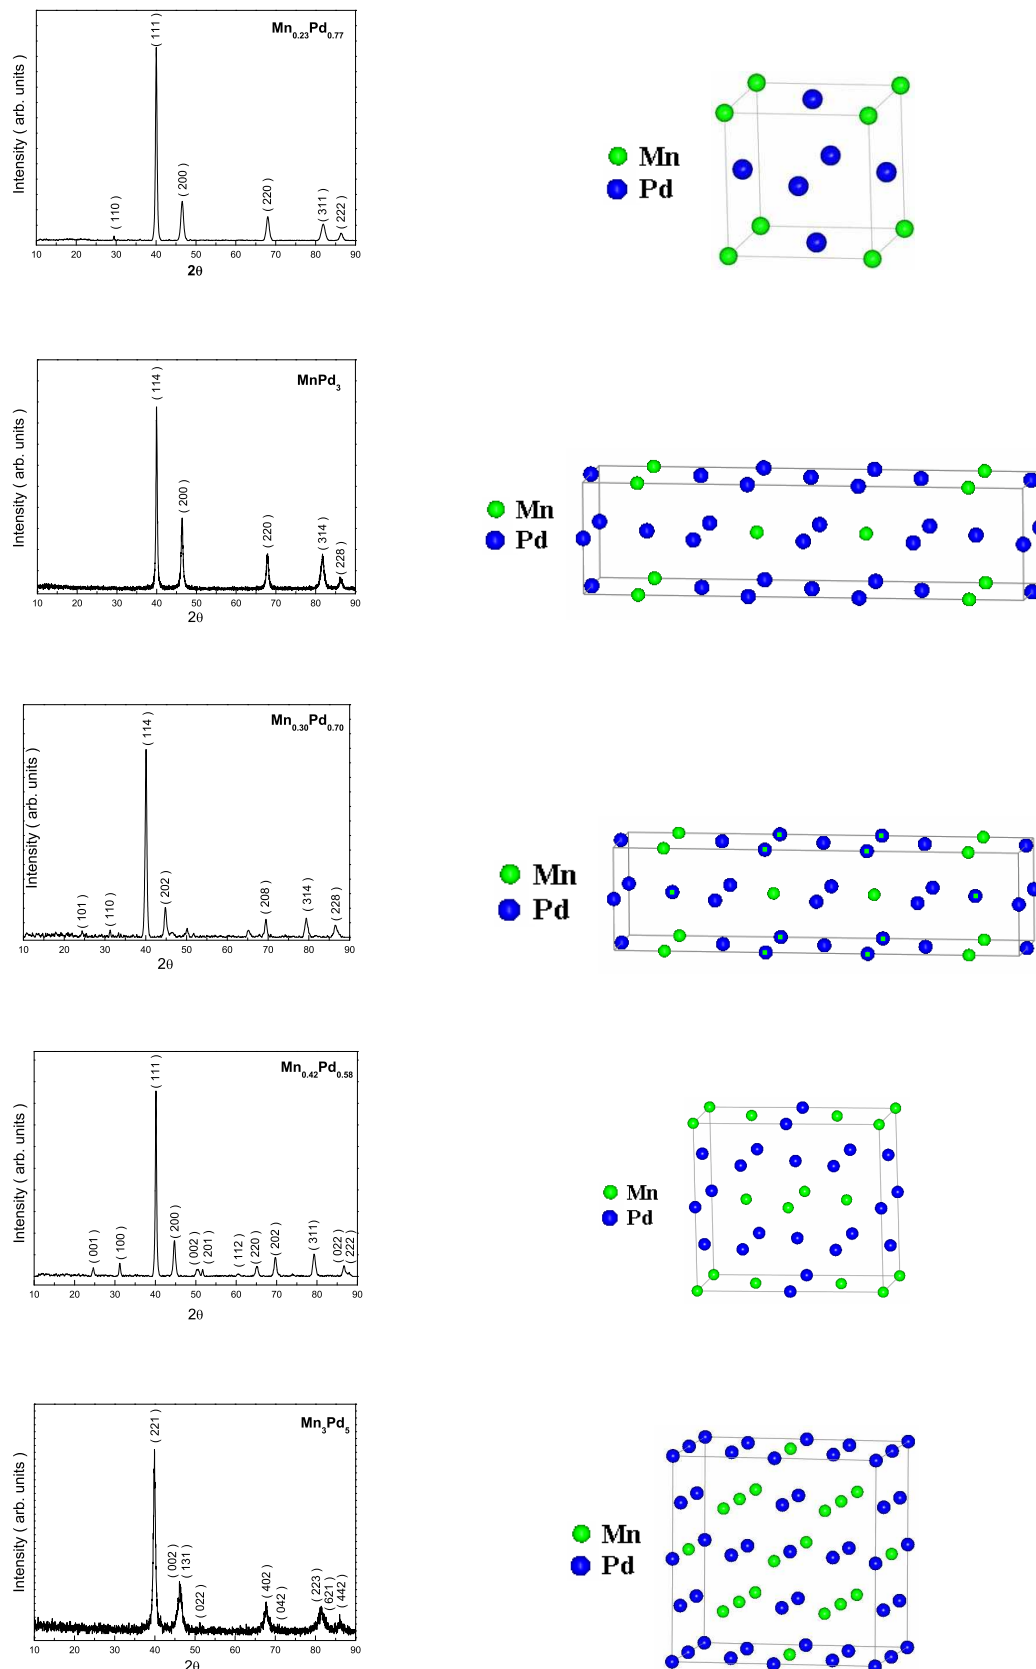 Mn0.23Pd0.77
Intensity ( arb. units )
( 110 )
( 111 )
( 200 )
( 220 )
( 311 )
( 222 )
10 20 30 40 50 60 70 80 90
2θ
Mn
Pd
MnPd3
Intensity ( arb. units )
( 114 )
( 200 )
( 220 )
( 314 )
( 228 )
10 20 30 40 50 60 70 80 90
2θ
Mn
Pd
Mn0.30Pd0.70
Intensity ( arb. units )
( 101 )
( 110 )
( 114 )
( 202 )
( 208 )
( 314 )
( 228 )
10 20 30 40 50 60 70 80 90
2θ
Mn
Pd
Mn0.42Pd0.58
Intensity ( arb. units )
( 001 )
( 100 )
( 111 )
( 200 )
( 002 )
( 201 )
( 112 )
( 220 )
( 202 )
( 311 )
( 022 )
( 222 )
10 20 30 40 50 60 70 80 90
2θ
Mn
Pd
Mn3Pd5
Intensity ( arb. units )
( 221 )
( 002 )
( 131 )
( 022 )
( 402 )
( 042 )
( 223 )
( 621 )
( 442 )
10 20 30 40 50 60 70 80 90
2θ
Mn
Pd